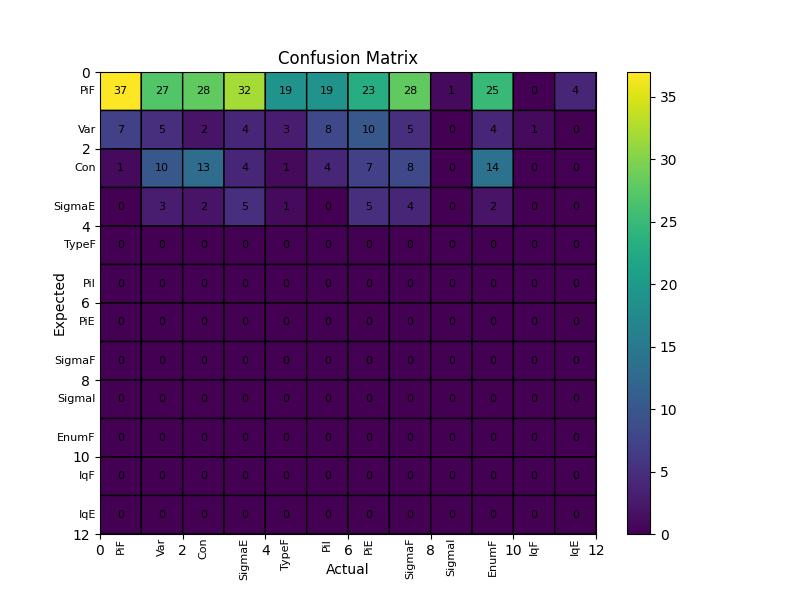 Confusion Matrix
0
PiF 37 27 28 32 19 19 23 28 1 25 0 4
Var 7 5 2 4 3 8 10 5 0 4 1 0
2
Con 1 10 13 4 1 4 7 8 0 14 0 0
SigmaE 0 3 2 5 1 0 5 4 0 2 0 0
4
TypeF 0 0 0 0 0 0 0 0 0 0 0 0
PiI 0 0 0 0 0 0 0 0 0 0 0 0
6
PiE 0 0 0 0 0 0 0 0 0 0 0 0
SigmaF 0 0 0 0 0 0 0 0 0 0 0 0
8
SigmaI 0 0 0 0 0 0 0 0 0 0 0 0
EnumF 0 0 0 0 0 0 0 0 0 0 0 0
10
IqF 0 0 0 0 0 0 0 0 0 0 0 0
IqE 0 0 0 0 0 0 0 0 0 0 0 0
12
Expected
0 2 4 6 8 10 12
PiF Var Con SigmaE TypeF PiI PiE SigmaF SigmaI EnumF IqF IqE
Actual
35
30
25
20
15
10
5
0